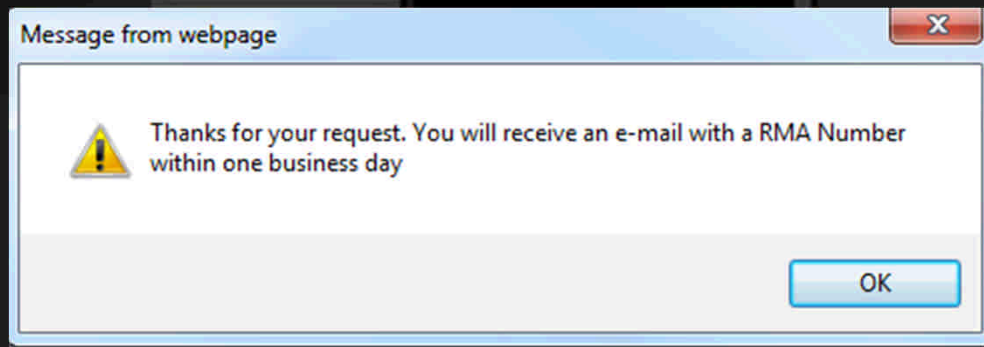 Message from webpage
Thanks for your request. You will receive an e-mail with a RMA Number
within one business day
OK